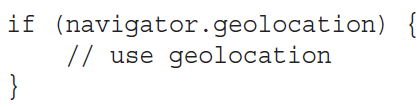 if (navigator.geolocation) {
    // use geolocation
}